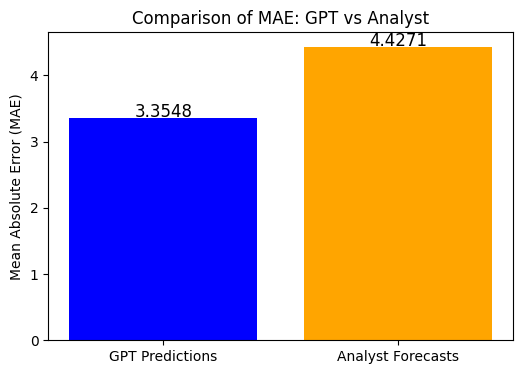 Comparison of MAE: GPT vs Analyst
Mean Absolute Error (MAE)
4
3
2
1
0
3.3548
4.4271
GPT Predictions
Analyst Forecasts